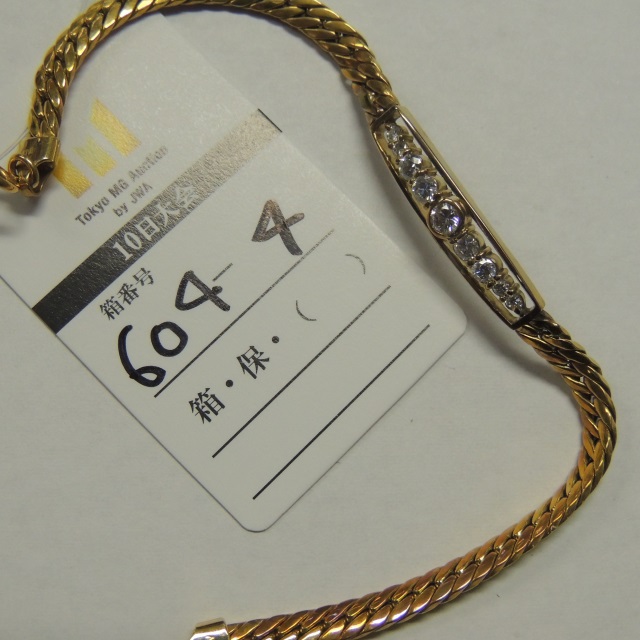 Tokyo MG Auction
by JWA
10日大会
箱番号
604-4
箱・保・（　）